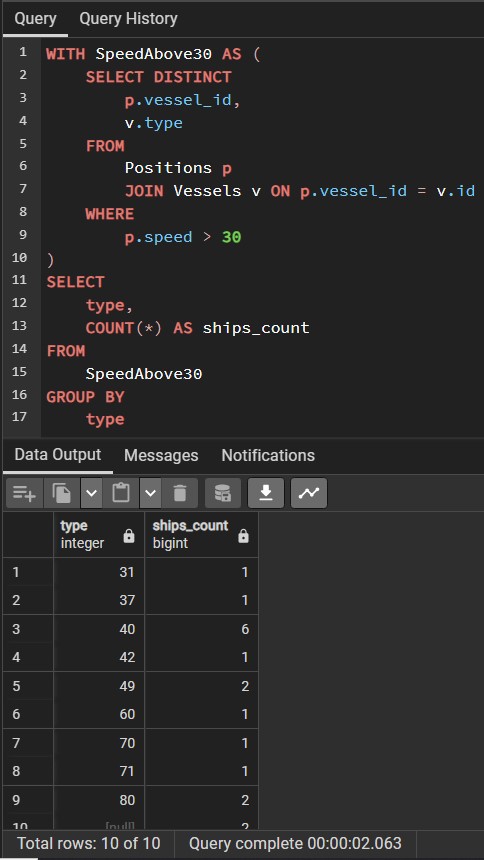 Query Query History
1 WITH SpeedAbove30 AS (
2 SELECT DISTINCT
3 p.vessel_id,
4 v.type
5 FROM
6 Positions p
7 JOIN Vessels v ON p.vessel_id = v.id
8 WHERE
9 p.speed > 30
10 )
11 SELECT
12 type,
13 COUNT(*) AS ships_count
14 FROM
15 SpeedAbove30
16 GROUP BY
17 type
Data Output Messages Notifications
type ships_count
integer bigint
1 31 1
2 37 1
3 40 6
4 42 1
5 49 2
6 60 1
7 70 1
8 71 1
9 80 2
10 [null] 2
Total rows: 10 of 10 Query complete 00:00:02.063